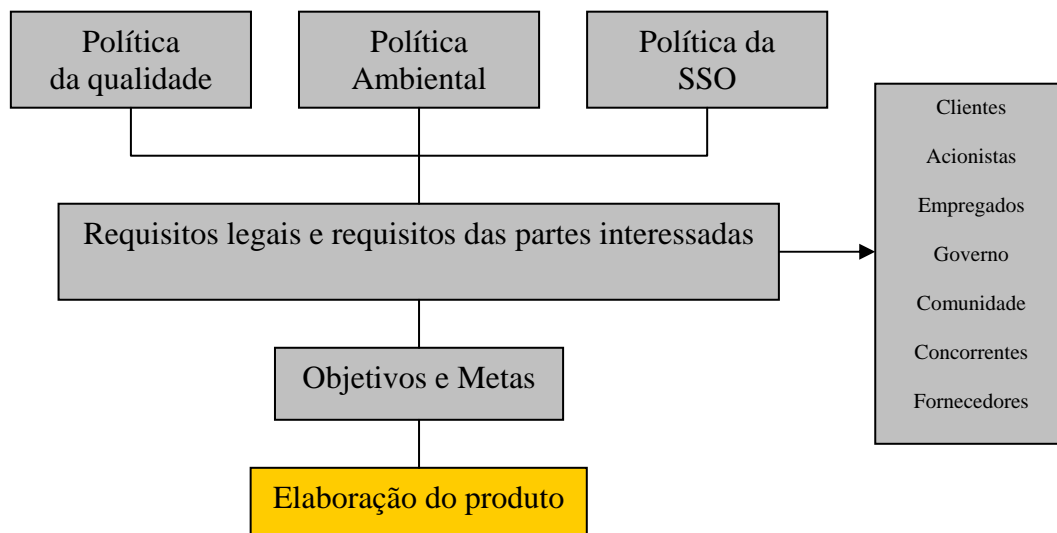 Política
da qualidade
Política
Ambiental
Política da
SSO
Clientes
Acionistas
Empregados
Governo
Comunidade
Concorrentes
Fornecedores
Requisitos legais e requisitos das partes interessadas
Objetivos e Metas
Elaboração do produto